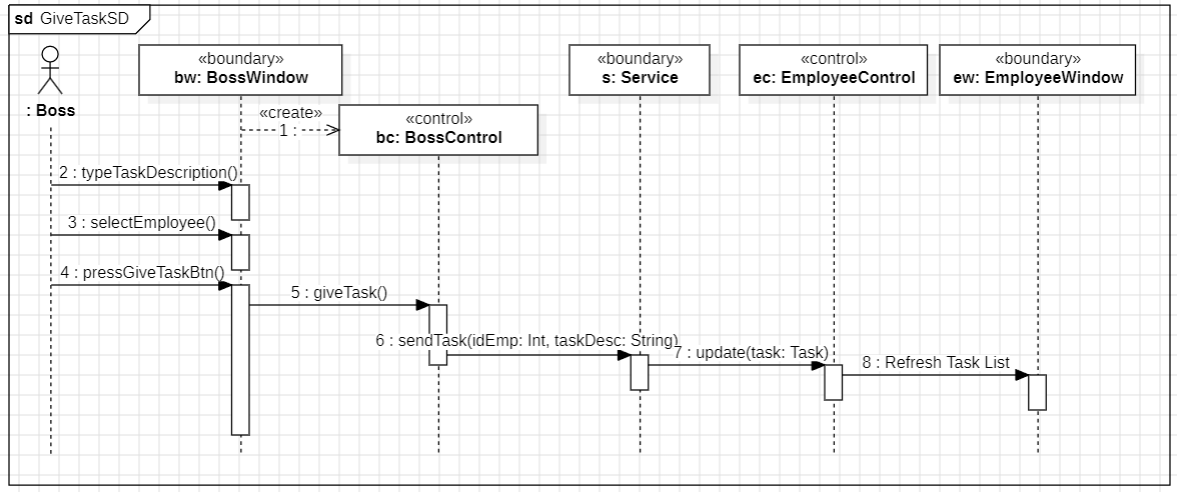 sd GiveTaskSD
«boundary»
bw: BossWindow
«boundary»
s: Service
«control»
ec: EmployeeControl
«boundary»
ew: EmployeeWindow
: Boss
«create»
1 :
«control»
bc: BossControl
2 : typeTaskDescription()
3 : selectEmployee()
4 : pressGiveTaskBtn()
5 : giveTask()
6 : sendTask(idEmp: Int, taskDesc: String)
7 : update(task: Task)
8 : Refresh Task List